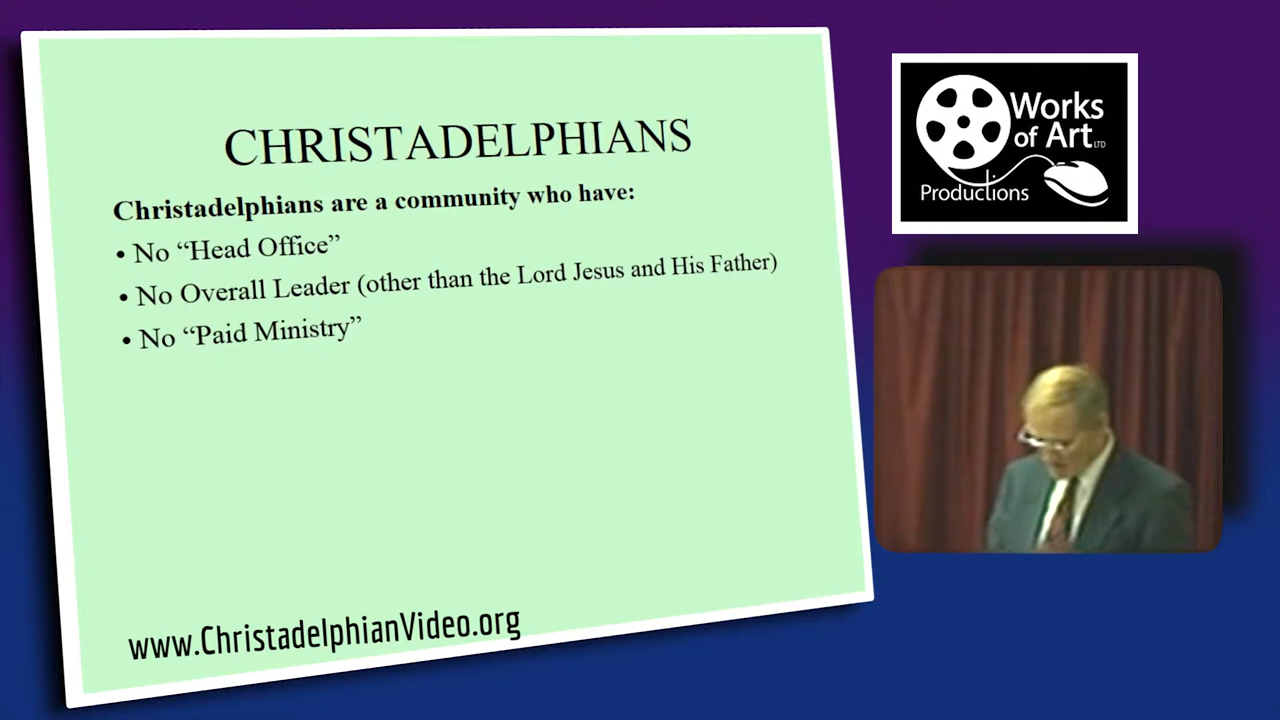 CHRISTADELPHIANS
Christadelphians are a community who have:
• No “Head Office”
• No Overall Leader (other than the Lord Jesus and His Father)
• No “Paid Ministry”
www.ChristadelphianVideo.org
Works
of Art LTD
Productions